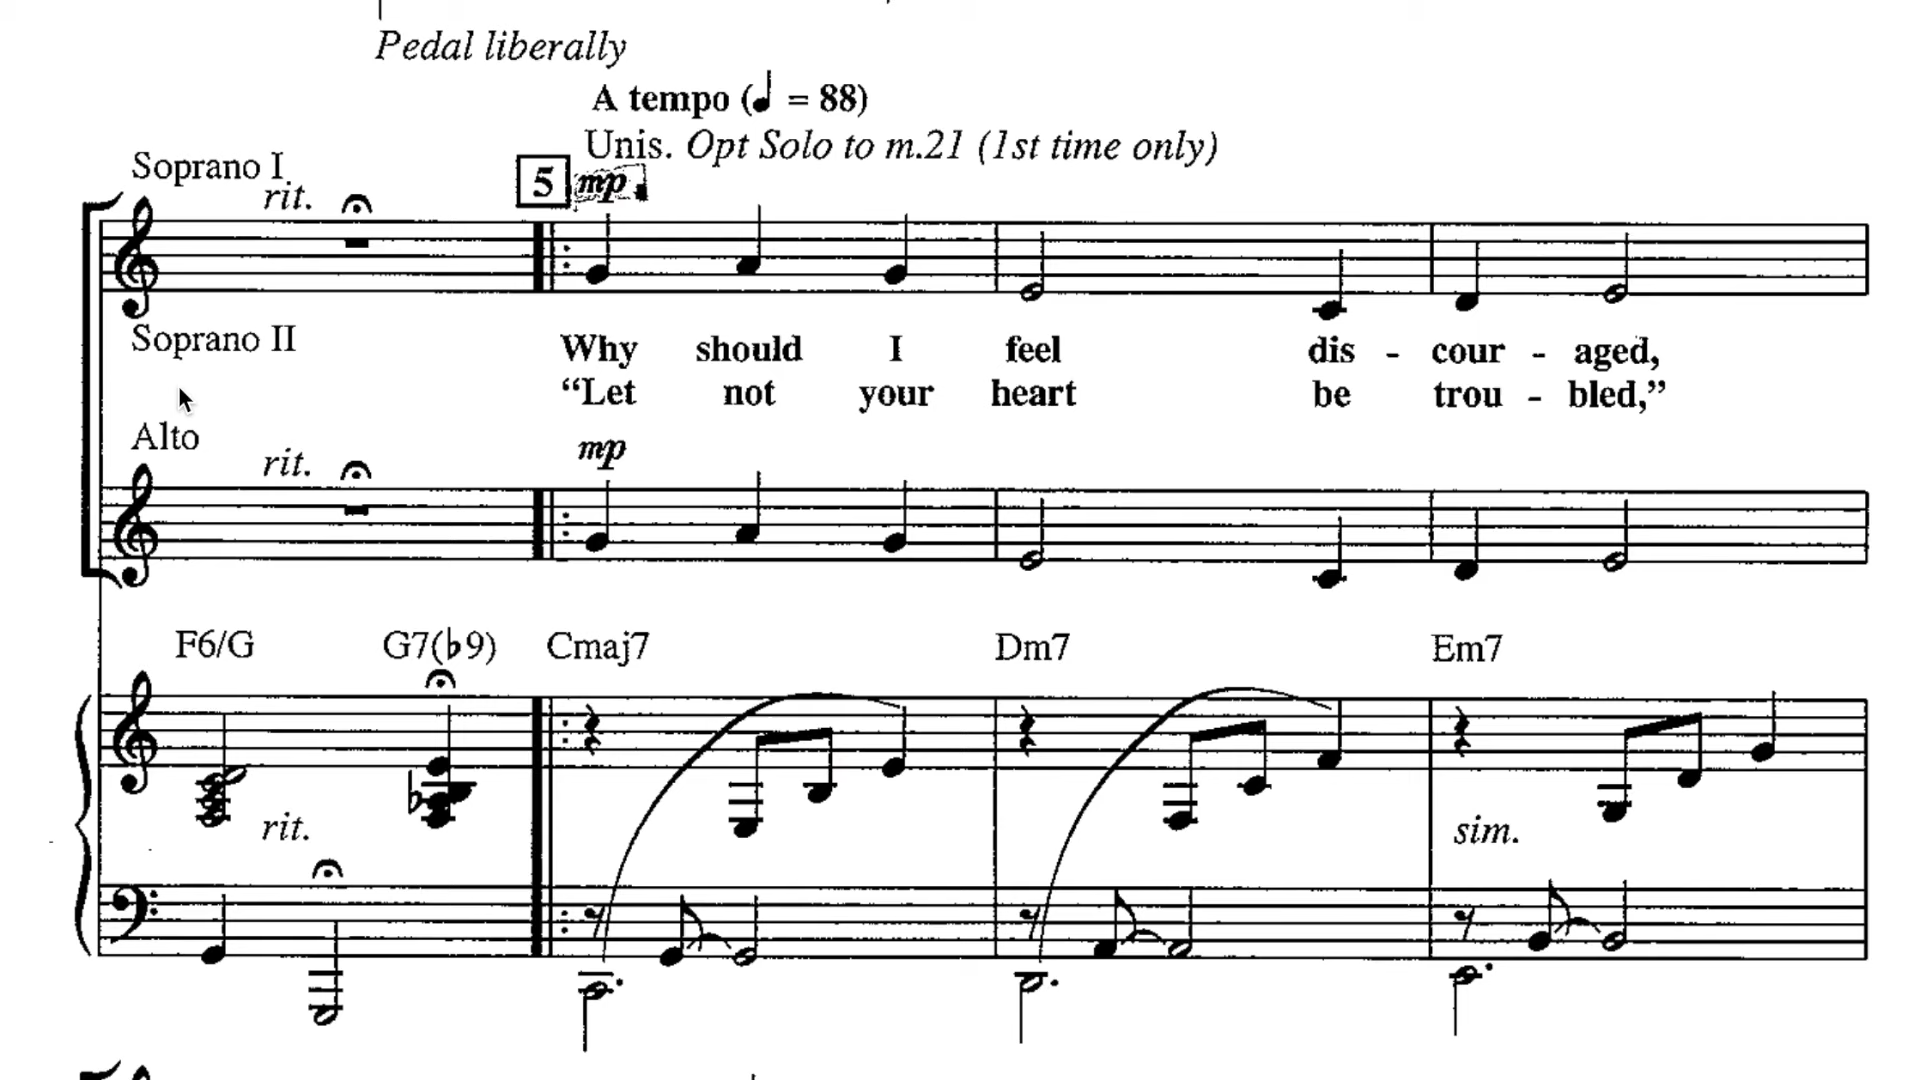 Pedal liberally
A tempo (♩ = 88)
Unis. Opt Solo to m.21 (1st time only)
Soprano I
rit.
5
mp
Soprano II
Why should I feel dis - cour - aged,
“Let not your heart be trou - bled,”
Alto
rit.
mp
F6/G G7(♭9) Cmaj7 Dm7 Em7
rit.
sim.